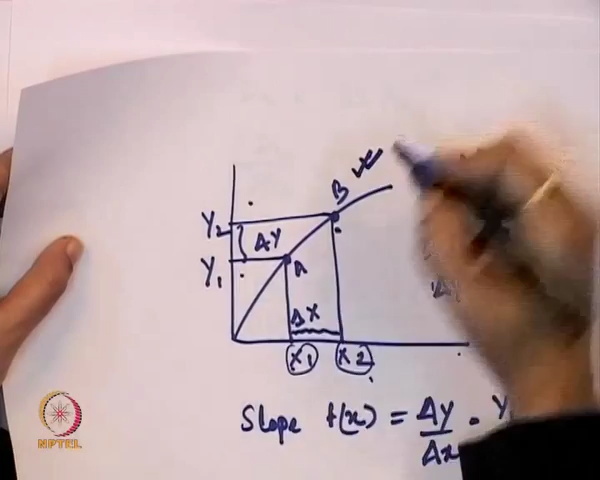 B
Y2
ΔY
Y1
A
ΔX
X1 X2
Slope f(x) = Δy/Δx = Y
NPTEL